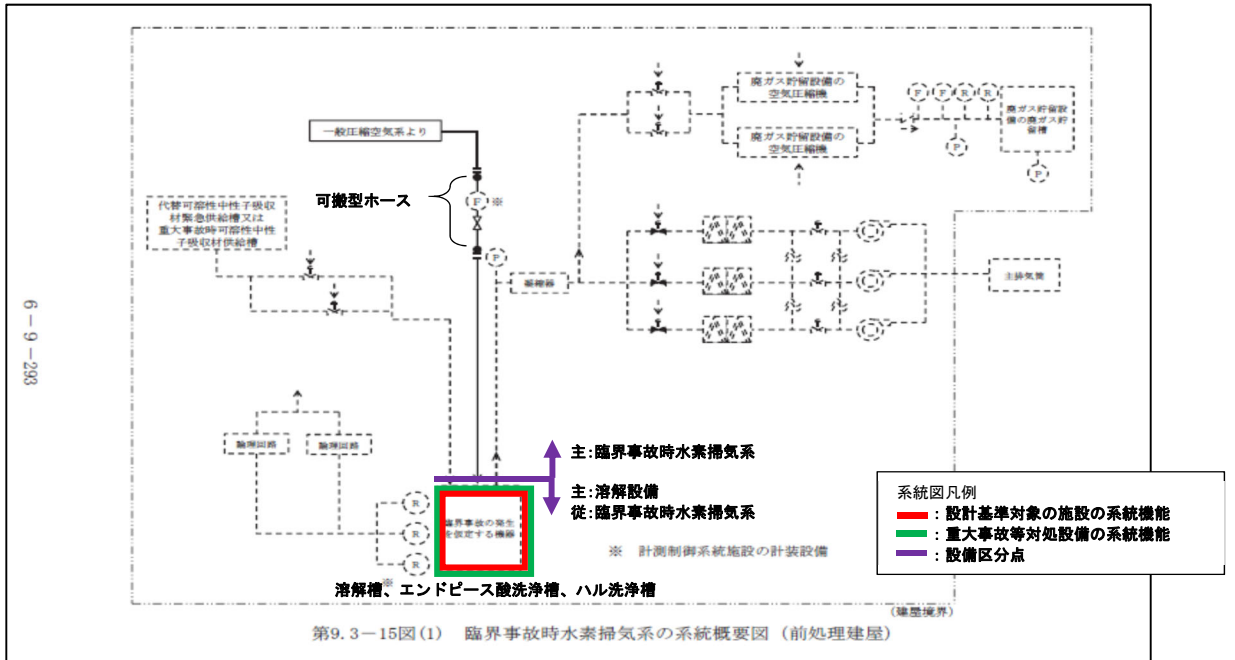 廃ガス貯留設備の
空気圧縮機
F
F
R
R
廃ガス貯留設
備の廃ガス貯
留槽
一般圧縮空気系より
廃ガス貯留設備の
空気圧縮機
P
P
可搬型ホース
F
※
代替可溶性中性子吸収
材緊急供給槽又は
重大事故時可溶性中性
子吸収材供給槽
P
凝縮器
主排気筒
6-9-293
論理回路
論理回路
主:臨界事故時水素掃気系
主:溶解設備
従:臨界事故時水素掃気系
R
R
R
臨界事故の発生
を仮定する機器
※
※ 計測制御系統施設の計装設備
溶解槽、エンドピース酸洗浄槽、ハル洗浄槽
系統図凡例
:設計基準対象の施設の系統機能
:重大事故等対処設備の系統機能
:設備区分点
(建屋境界)
第9.3-15図(1) 臨界事故時水素掃気系の系統概要図(前処理建屋)